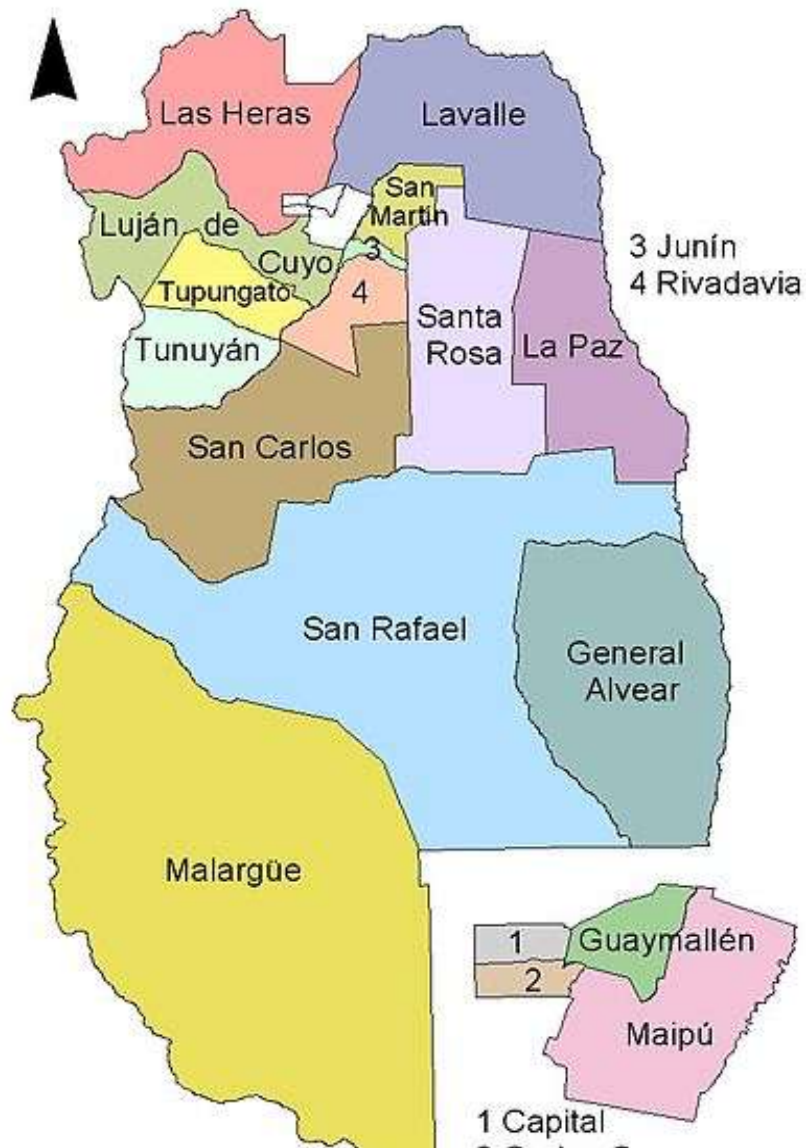 Las Heras
Lavalle
San
Martín
Luján de
Cuyo
3
3 Junín
4 Rivadavia
Tupungato
4
Santa
Rosa
La Paz
Tunuyán
San Carlos
San Rafael
General
Alvear
Malargüe
1
Guaymallén
2
Maipú
1 Capital